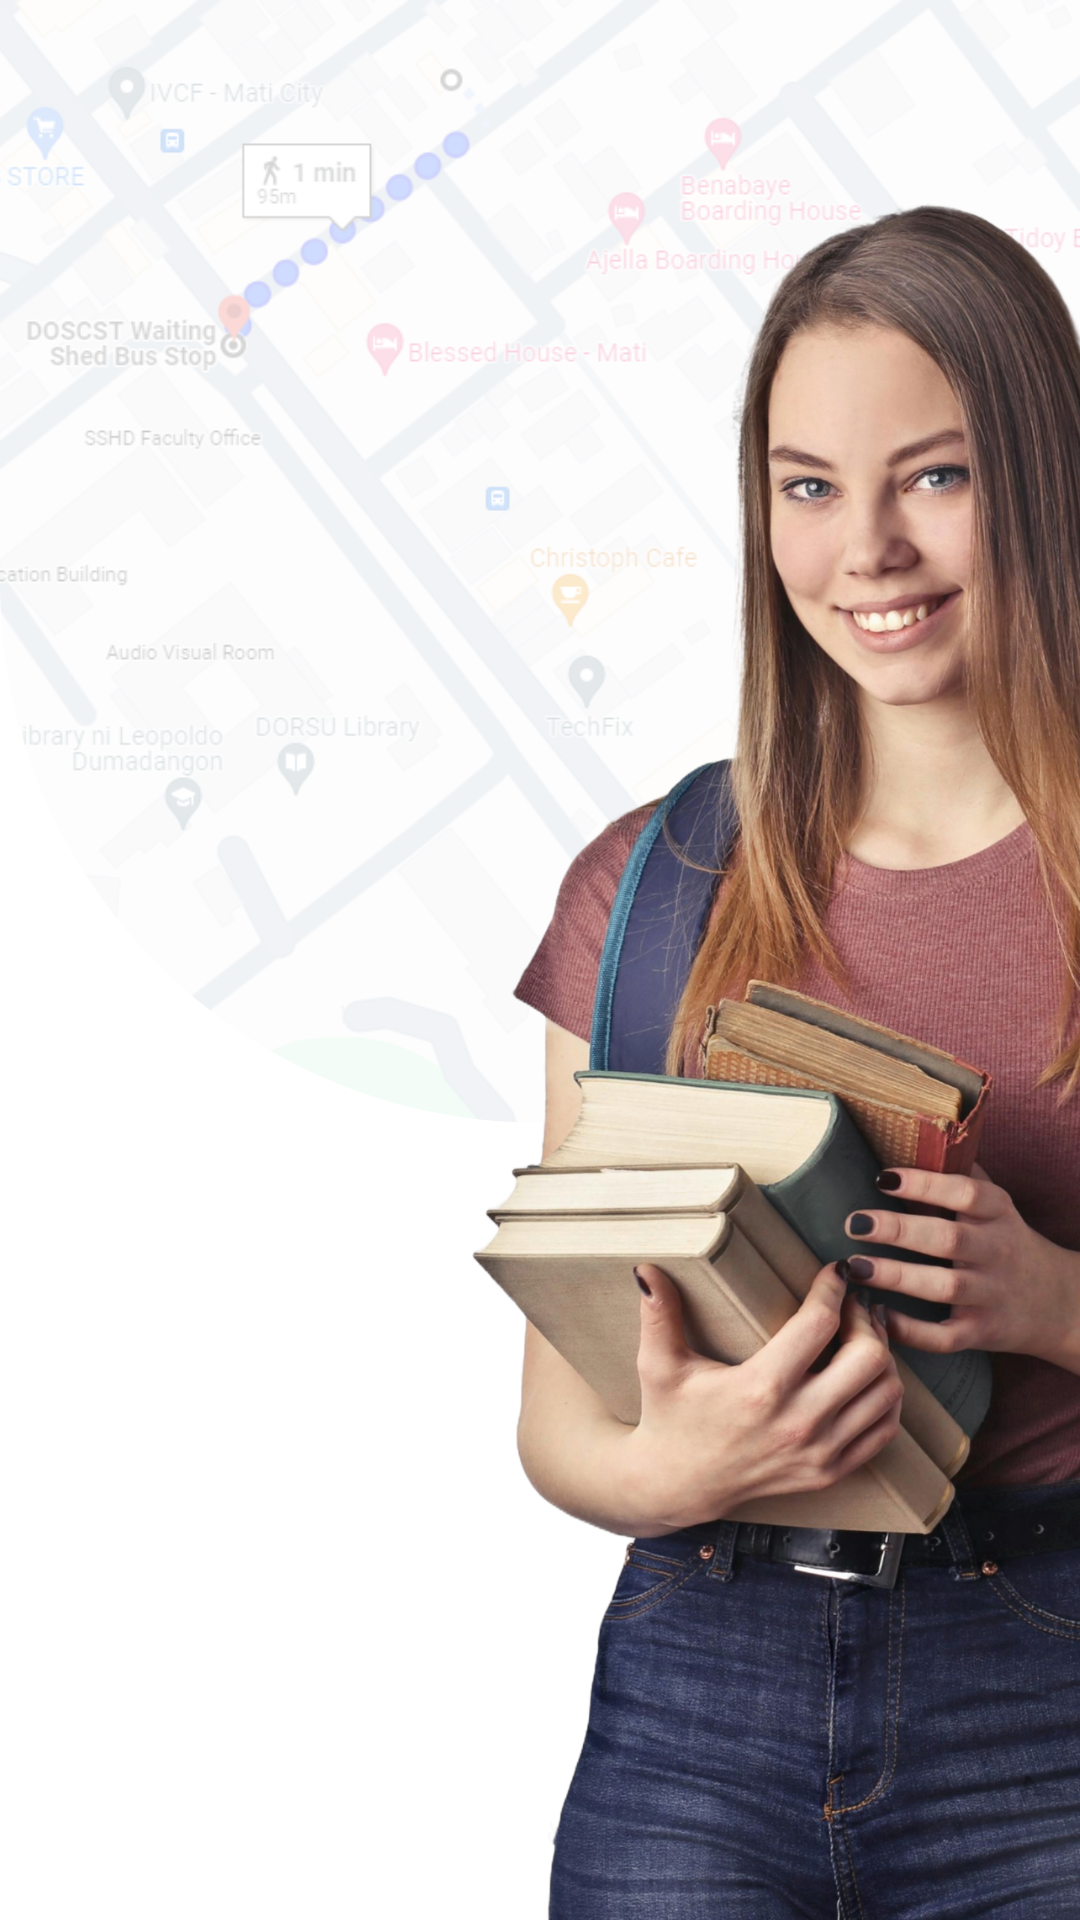 IVCF - Mati City
STORE
1 min
95m
Benabaye
Boarding House
Tidoy
Ajella Boarding
DOSCST Waiting
Shed Bus Stop
Blessed House - Mati
SSHD Faculty Office
Christoph Cafe
cation Building
Audio Visual Room
ibrary ni Leopoldo
Dumadangon
DORSU Library
TechFix